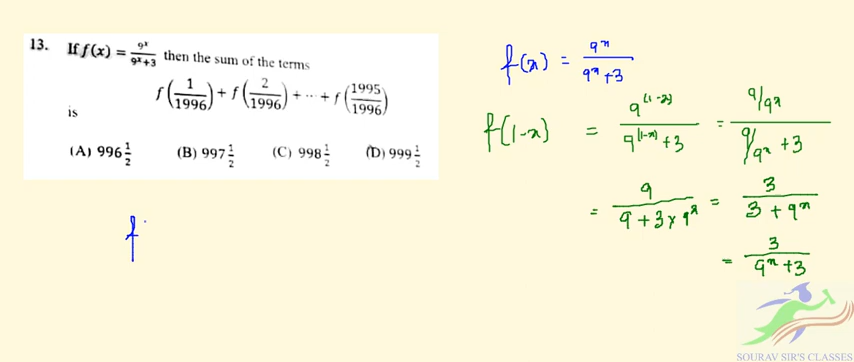 13. If f(x) = 9^x/(9^x+3) then the sum of the terms
f(1/1996) + f(2/1996) + ··· + f(1995/1996)
is
(A) 996 1/2 (B) 997 1/2 (C) 998 1/2 (D) 999 1/2
f(x) = 9^x/(9^x+3)
f(1-x) = 9^(1-x)/(9^(1-x)+3) = (9/9^x)/(9/9^x + 3)
= 9/(9+3×9^x) = 3/(3+9^x)
= 3/(9^x+3)
f
SOURAV SIR'S CLASSES